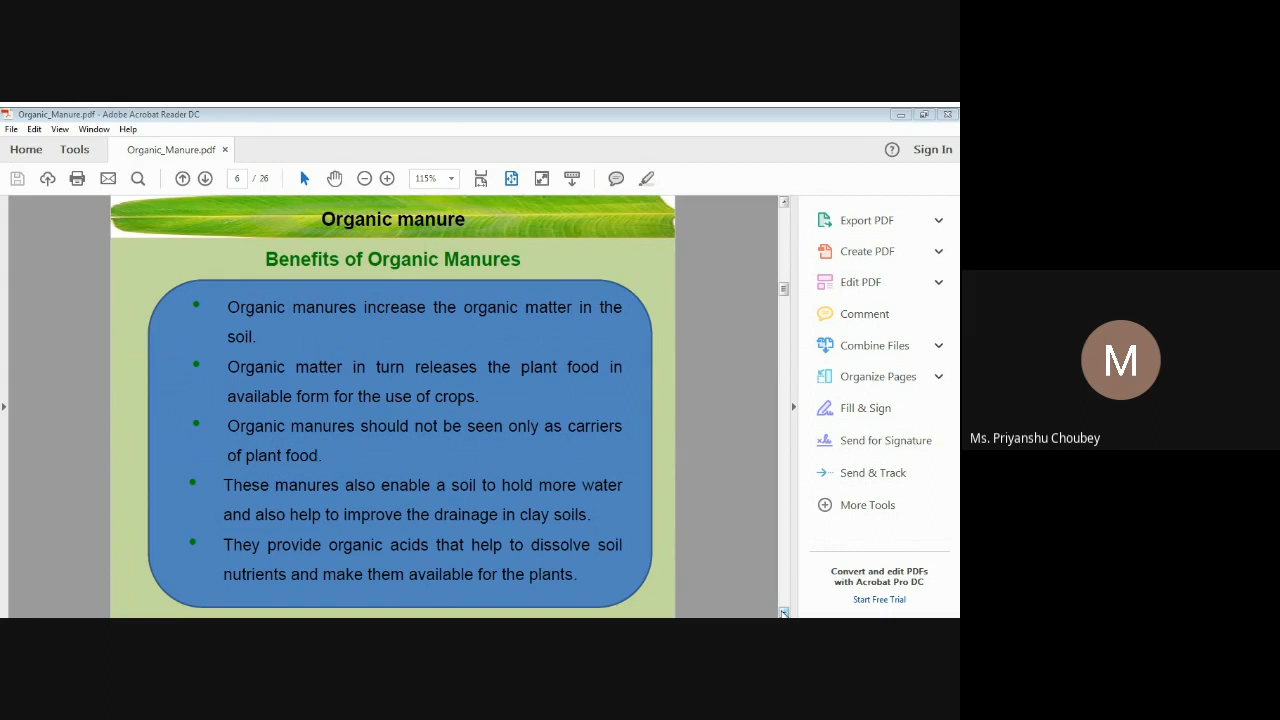 Organic_Manure.pdf - Adobe Acrobat Reader DC
File Edit View Window Help
Home Tools Organic_Manure.pdf × ? Sign In
6 / 26 115%
Organic manure
Benefits of Organic Manures
• Organic manures increase the organic matter in the
soil.
• Organic matter in turn releases the plant food in
available form for the use of crops.
• Organic manures should not be seen only as carriers
of plant food.
• These manures also enable a soil to hold more water
and also help to improve the drainage in clay soils.
• They provide organic acids that help to dissolve soil
nutrients and make them available for the plants.
Export PDF
Create PDF
Edit PDF
Comment
Combine Files
Organize Pages
Fill & Sign
Send for Signature
Send & Track
More Tools
Convert and edit PDFs
with Acrobat Pro DC
Start Free Trial
M
Ms. Priyanshu Choubey